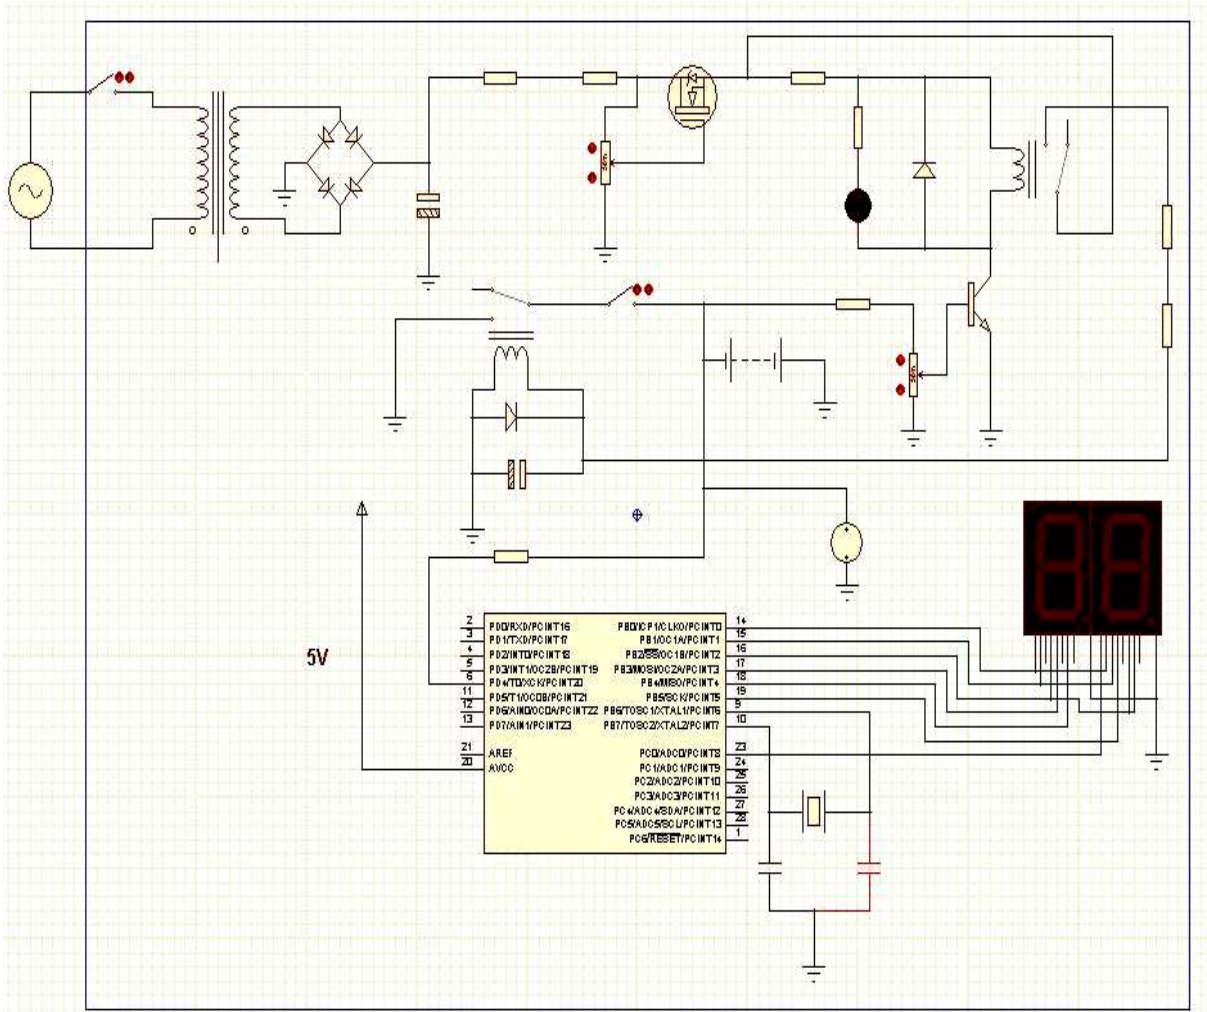 5V
2 PD0/RXD/PCINT16
3 PD1/TXD/PCINT17
4 PD2/INT0/PCINT18
5 PD3/INT1/OC2B/PCINT19
6 PD4/T0/XCK/PCINT20
11 PD5/T1/OC0B/PCINT21
12 PD6/AIN0/OC0A/PCINT22
13 PD7/AIN1/PCINT23
21 AREF
20 AVCC
PB0/ICP1/CLKO/PCINT0 14
PB1/OC1A/PCINT1 15
PB2/SS/OC1B/PCINT2 16
PB3/MOSI/OC2A/PCINT3 17
PB4/MISO/PCINT4 18
PB5/SCK/PCINT5 19
PB6/TOSC1/XTAL1/PCINT6 9
PB7/TOSC2/XTAL2/PCINT7 10
PC0/ADC0/PCINT8 23
PC1/ADC1/PCINT9 24
PC2/ADC2/PCINT10 25
PC3/ADC3/PCINT11 26
PC4/ADC4/SDA/PCINT12 27
PC5/ADC5/SCL/PCINT13 28
PC6/RESET/PCINT14 1